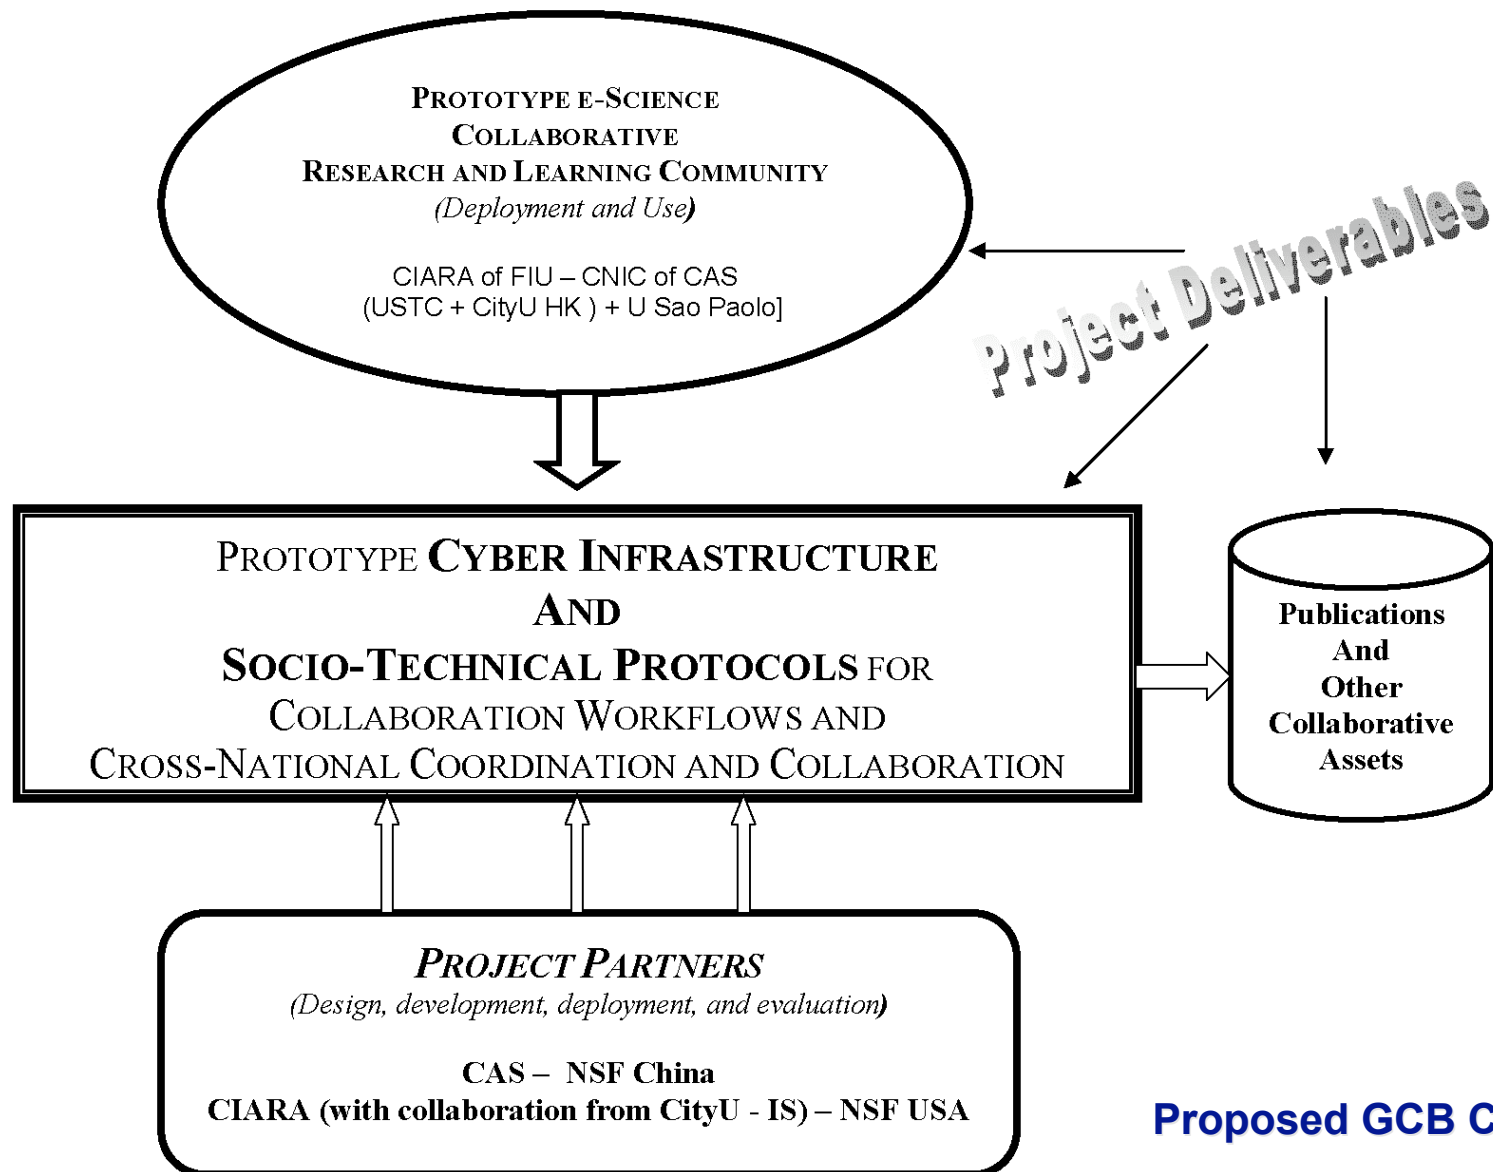 PROTOTYPE E-SCIENCE
COLLABORATIVE
RESEARCH AND LEARNING COMMUNITY
(Deployment and Use)
CIARA of FIU – CNIC of CAS
(USTC + CityU HK ) + U Sao Paolo]
Project Deliverables
PROTOTYPE CYBER INFRASTRUCTURE
AND
SOCIO-TECHNICAL PROTOCOLS FOR
COLLABORATION WORKFLOWS AND
CROSS-NATIONAL COORDINATION AND COLLABORATION
Publications
And
Other
Collaborative
Assets
PROJECT PARTNERS
(Design, development, deployment, and evaluation)
CAS – NSF China
CIARA (with collaboration from CityU - IS) – NSF USA
Proposed GCB C